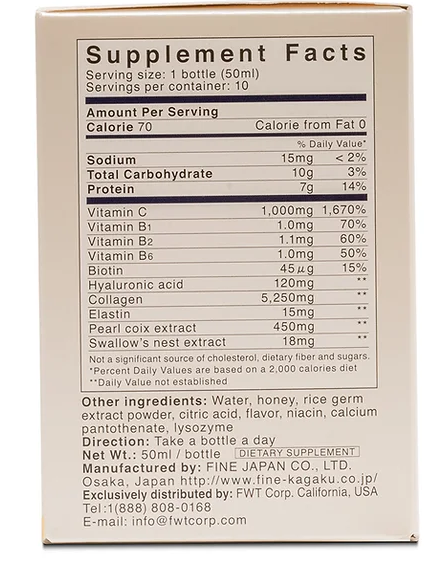 Supplement Facts
Serving size: 1 bottle (50ml)
Servings per container: 10
Amount Per Serving
Calorie 70 Calorie from Fat 0
% Daily Value*
Sodium 15mg < 2%
Total Carbohydrate 10g 3%
Protein 7g 14%
Vitamin C 1,000mg 1,670%
Vitamin B1 1.0mg 70%
Vitamin B2 1.1mg 60%
Vitamin B6 1.0mg 50%
Biotin 45μg 15%
Hyaluronic acid 120mg **
Collagen 5,250mg **
Elastin 15mg **
Pearl coix extract 450mg **
Swallow's nest extract 18mg **
Not a significant source of cholesterol, dietary fiber and sugars.
*Percent Daily Values are based on a 2,000 calories diet
**Daily Value not established
Other ingredients: Water, honey, rice germ
extract powder, citric acid, flavor, niacin, calcium
pantothenate, lysozyme
Direction: Take a bottle a day
Net Wt.: 50ml / bottle DIETARY SUPPLEMENT
Manufactured by: FINE JAPAN CO., LTD.
Osaka, Japan http://www.fine-kagaku.co.jp/
Exclusively distributed by: FWT Corp. California, USA
Tel:1(888) 808-0168
E-mail: info@fwtcorp.com